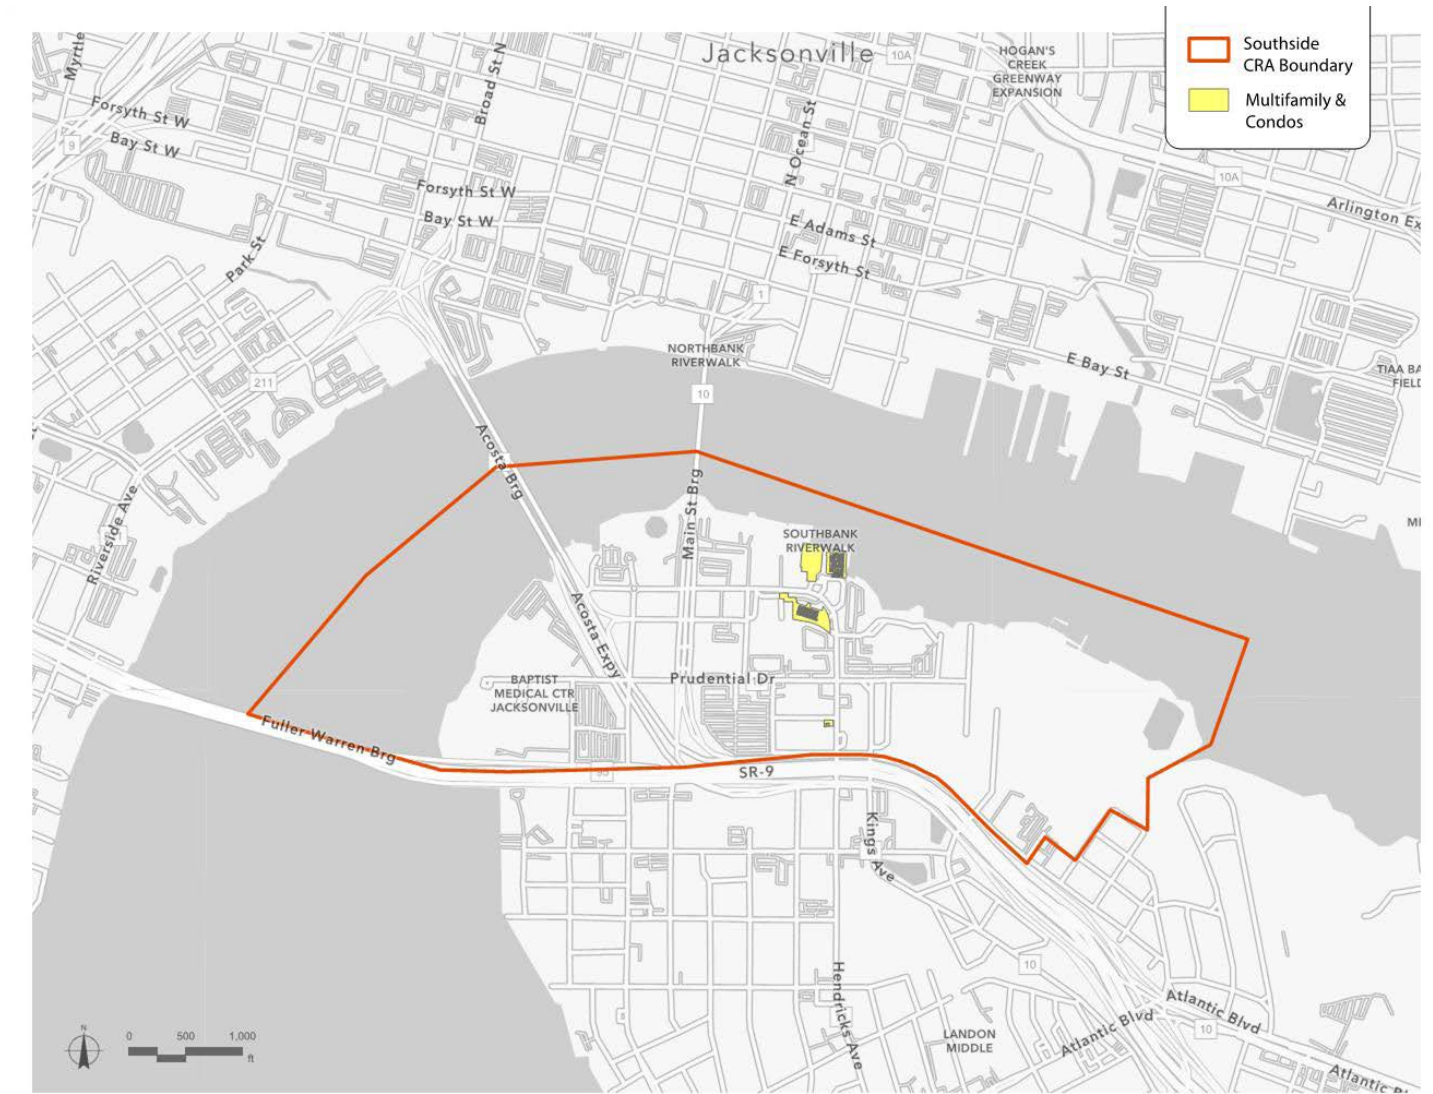 Jacksonville
10A
HOGAN'S
CREEK
GREENWAY
EXPANSION
Southside
CRA Boundary
Multifamily &
Condos
Myrtle
Broad St N
Forsyth St W
Bay St W
9
N Ocean St
10A
Arlington Ex
Forsyth St W
Bay St W
Park St
E Adams St
E Forsyth St
1
NORTHBANK
RIVERWALK
E Bay St
TIAA BA
FIELD
211
10
Acosta Brg
Main St Brg
Riverside Ave
SOUTHBANK
RIVERWALK
MI
Acosta Expy
BAPTIST
MEDICAL CTR
JACKSONVILLE
Prudential Dr
Fuller Warren Brg
95
SR-9
Kings Ave
10
Hendricks Ave
Atlantic Blvd
Atlantic Blvd
10
LANDON
MIDDLE
Atlantic
N
0 500 1,000
ft